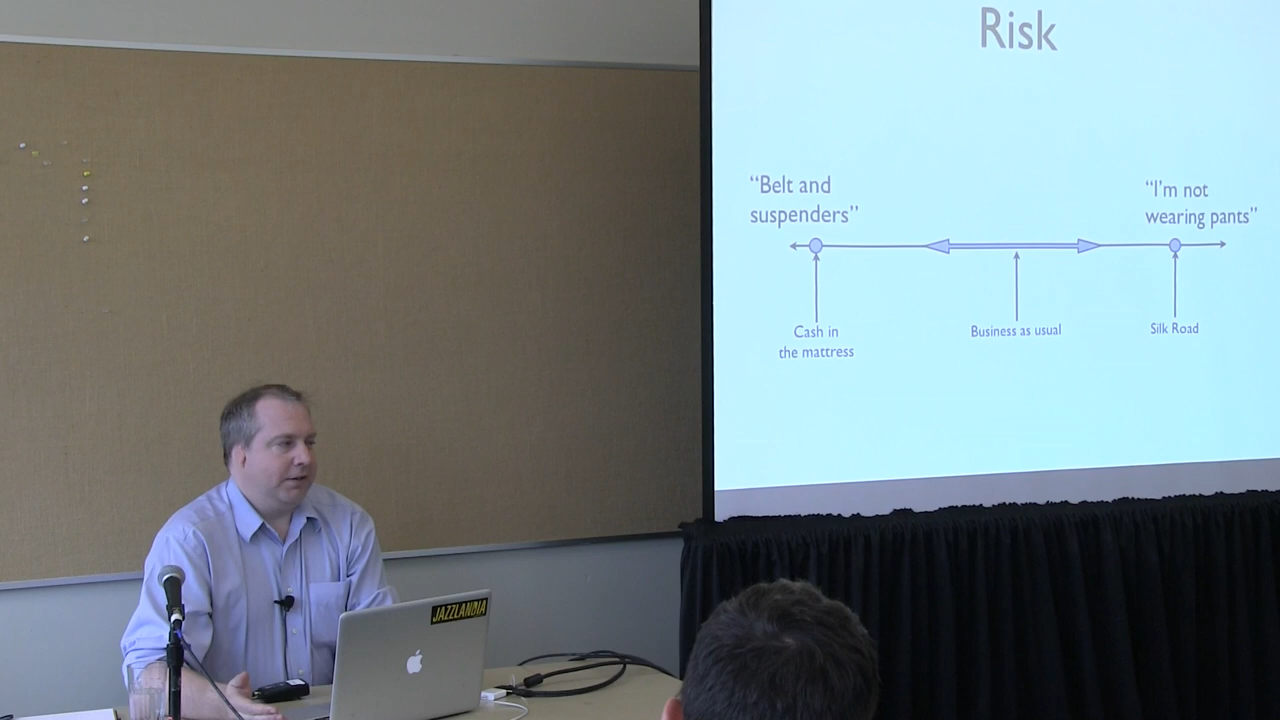 Risk
“Belt and
suspenders”
“I'm not
wearing pants”
Cash in
the mattress
Business as usual
Silk Road
JAZZLANDIA